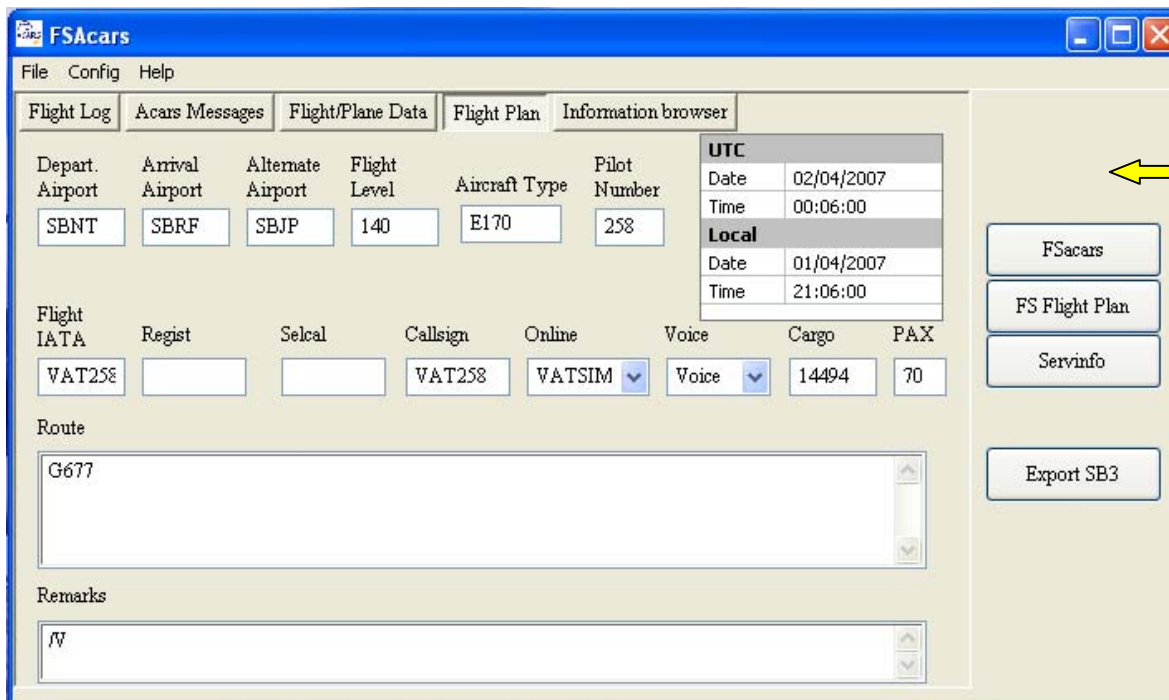 FSAcars
File Config Help
Flight Log Acars Messages Flight/Plane Data Flight Plan Information browser
Depart. Airport
Arrival Airport
Alternate Airport
Flight Level
Aircraft Type
Pilot Number
SBNT SBRF SBJP 140 E170 258
UTC
Date 02/04/2007
Time 00:06:00
Local
Date 01/04/2007
Time 21:06:00
FSacars
FS Flight Plan
Servinfo
Export SB3
Flight IATA
Regist Selcal Callsign Online Voice Cargo PAX
VAT258 VAT258 VATSIM Voice 14494 70
Route
G677
Remarks
/V